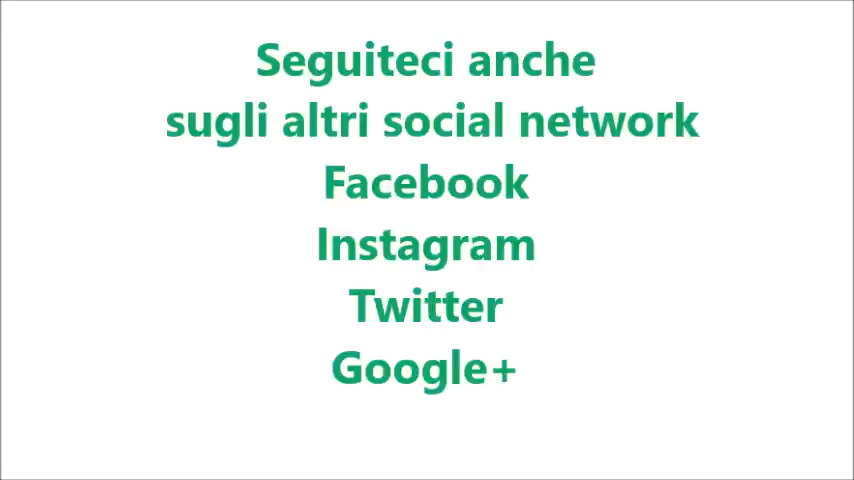 Seguiteci anche
sugli altri social network
Facebook
Instagram
Twitter
Google+